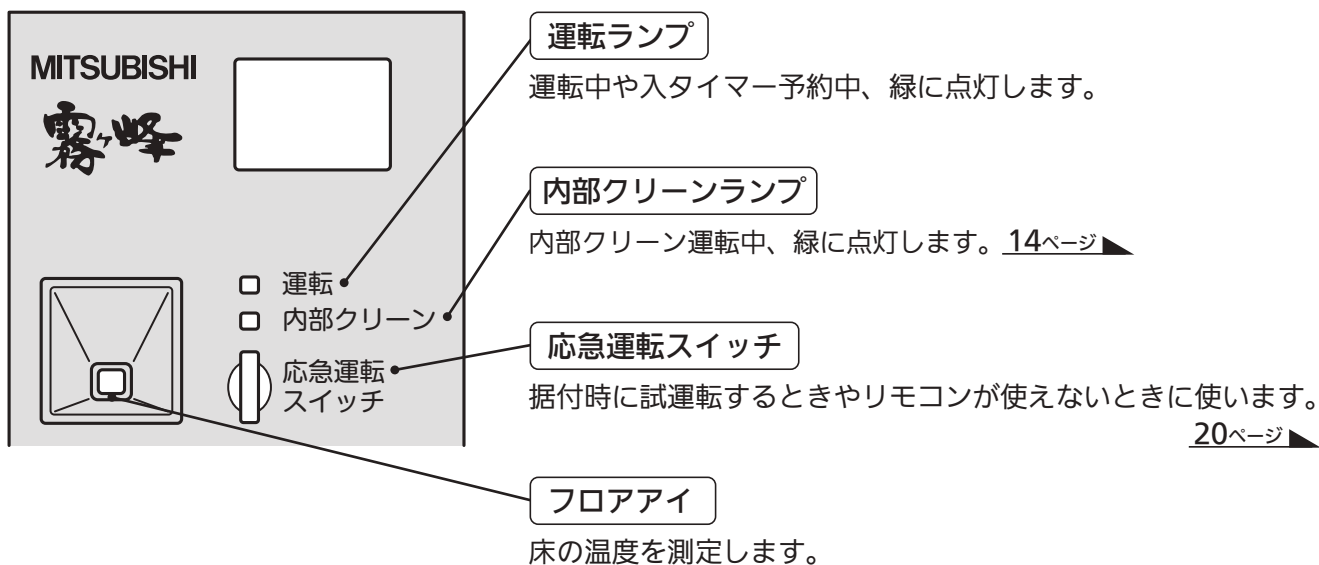 MITSUBISHI
霧ヶ峰
運転
内部クリーン
応急運転
スイッチ
運転ランプ
運転中や入タイマー予約中、緑に点灯します。
内部クリーンランプ
内部クリーン運転中、緑に点灯します。 14ページ
応急運転スイッチ
据付時に試運転するときやリモコンが使えないときに使います。
20ページ
フロアアイ
床の温度を測定します。